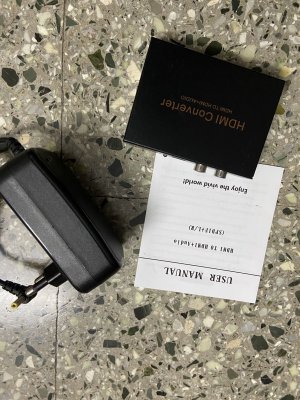 HDMI Converter
HDMI TO HDMI+AUDIO
USER MANUAL
HDMI TO HDMI+Audio
(SPDIF+L/R)
Enjoy the vivid world!